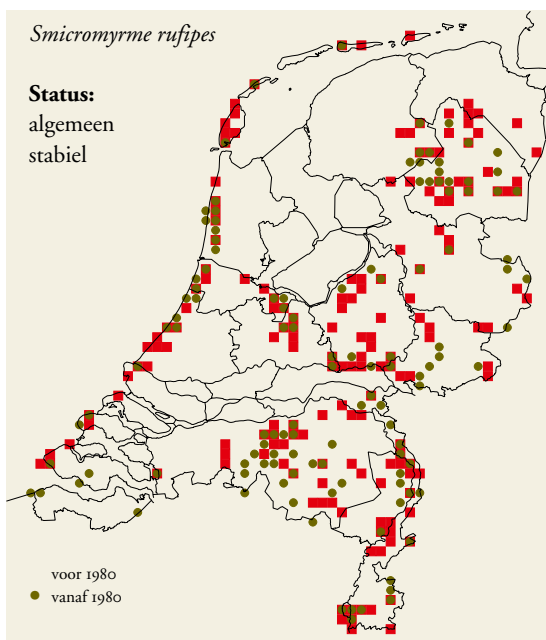 Smicromyrme rufipes
Status:
algemeen
stabiel
voor 1980
vanaf 1980